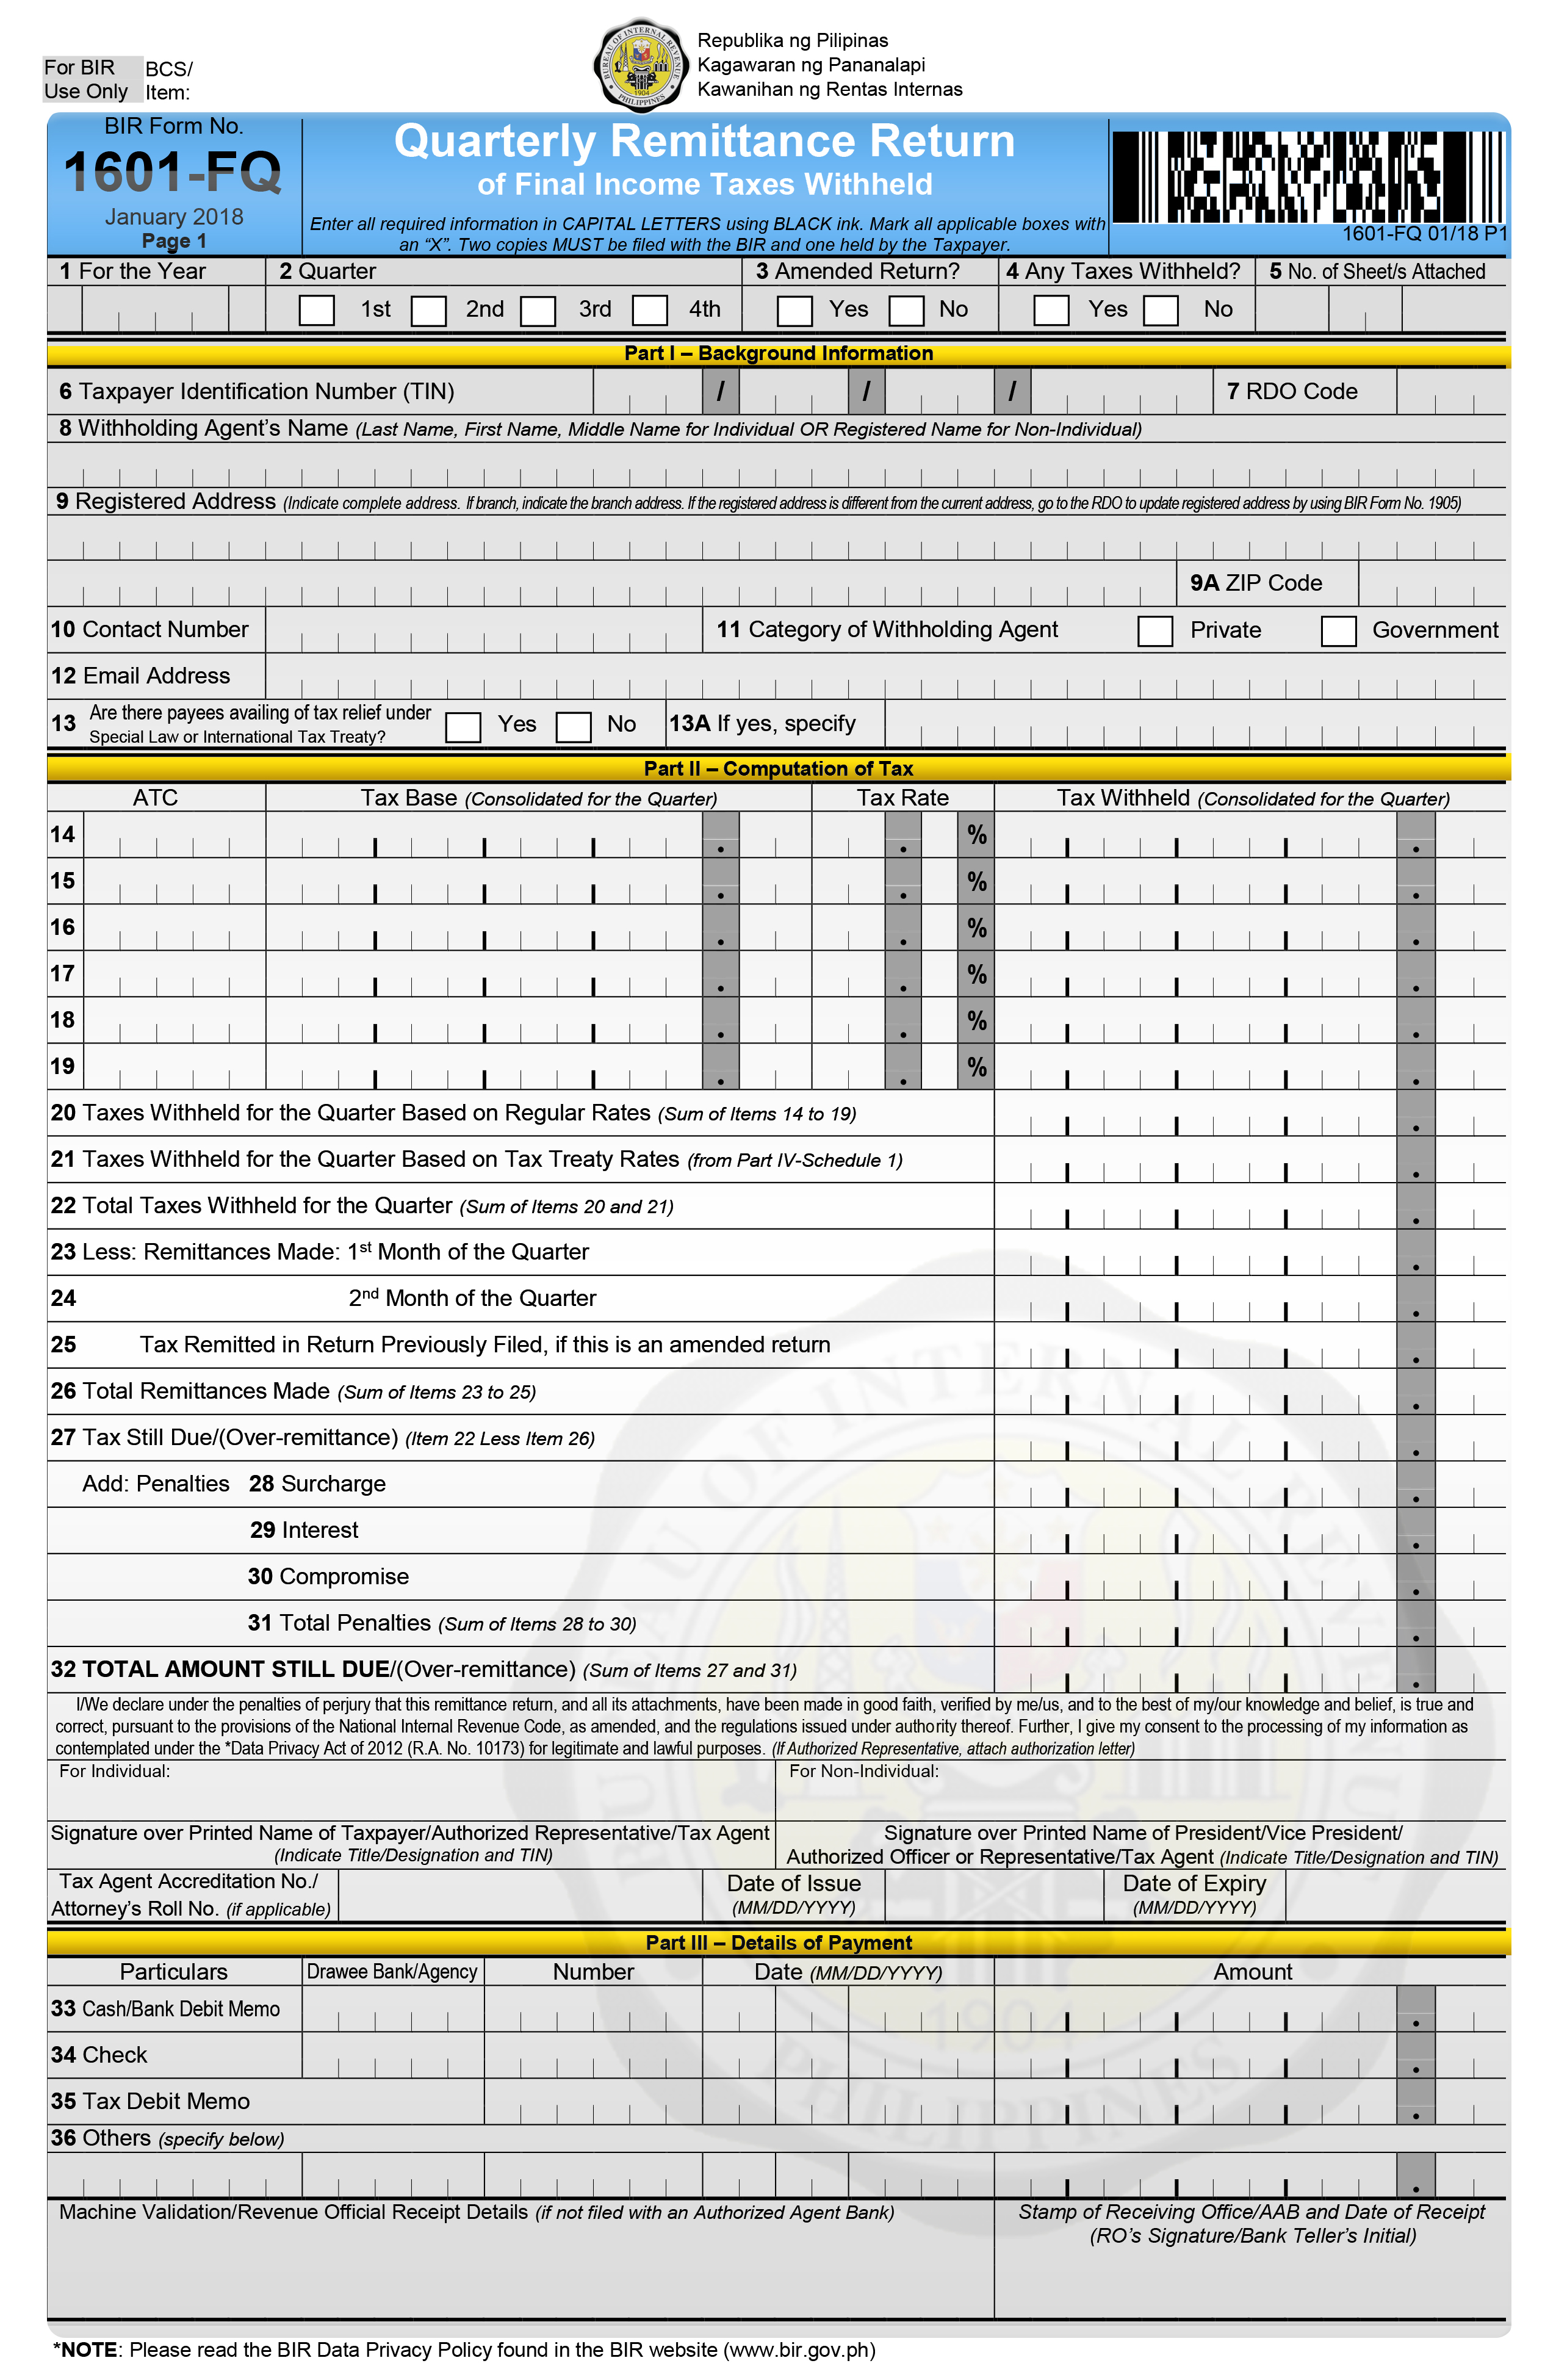 For BIR
Use Only
BCS/
Item:
BUREAU OF INTERNAL REVENUE
1904
PHILIPPINES
Republika ng Pilipinas
Kagawaran ng Pananalapi
Kawanihan ng Rentas Internas
BIR Form No.
1601-FQ
January 2018
Page 1
Quarterly Remittance Return
of Final Income Taxes Withheld
Enter all required information in CAPITAL LETTERS using BLACK ink. Mark all applicable boxes with
an “X”. Two copies MUST be filed with the BIR and one held by the Taxpayer.
1601-FQ 01/18 P1
1 For the Year
2 Quarter
1st 2nd 3rd 4th
3 Amended Return?
Yes No
4 Any Taxes Withheld?
Yes No
5 No. of Sheet/s Attached
Part I – Background Information
6 Taxpayer Identification Number (TIN) / / /
7 RDO Code
8 Withholding Agent’s Name (Last Name, First Name, Middle Name for Individual OR Registered Name for Non-Individual)
9 Registered Address (Indicate complete address. If branch, indicate the branch address. If the registered address is different from the current address, go to the RDO to update registered address by using BIR Form No. 1905)
9A ZIP Code
10 Contact Number
11 Category of Withholding Agent Private Government
12 Email Address
13 Are there payees availing of tax relief under
Special Law or International Tax Treaty?
Yes No
13A If yes, specify
Part II – Computation of Tax
ATC Tax Base (Consolidated for the Quarter) Tax Rate Tax Withheld (Consolidated for the Quarter)
14 . . % .
15 . . % .
16 . . % .
17 . . % .
18 . . % .
19 . . % .
20 Taxes Withheld for the Quarter Based on Regular Rates (Sum of Items 14 to 19) .
21 Taxes Withheld for the Quarter Based on Tax Treaty Rates (from Part IV-Schedule 1) .
22 Total Taxes Withheld for the Quarter (Sum of Items 20 and 21) .
23 Less: Remittances Made: 1st Month of the Quarter .
24 2nd Month of the Quarter .
25 Tax Remitted in Return Previously Filed, if this is an amended return .
26 Total Remittances Made (Sum of Items 23 to 25) .
27 Tax Still Due/(Over-remittance) (Item 22 Less Item 26) .
Add: Penalties 28 Surcharge .
29 Interest .
30 Compromise .
31 Total Penalties (Sum of Items 28 to 30) .
32 TOTAL AMOUNT STILL DUE/(Over-remittance) (Sum of Items 27 and 31) .
I/We declare under the penalties of perjury that this remittance return, and all its attachments, have been made in good faith, verified by me/us, and to the best of my/our knowledge and belief, is true and
correct, pursuant to the provisions of the National Internal Revenue Code, as amended, and the regulations issued under authority thereof. Further, I give my consent to the processing of my information as
contemplated under the *Data Privacy Act of 2012 (R.A. No. 10173) for legitimate and lawful purposes. (If Authorized Representative, attach authorization letter)
For Individual:
For Non-Individual:
Signature over Printed Name of Taxpayer/Authorized Representative/Tax Agent
(Indicate Title/Designation and TIN)
Signature over Printed Name of President/Vice President/
Authorized Officer or Representative/Tax Agent (Indicate Title/Designation and TIN)
Tax Agent Accreditation No./
Attorney’s Roll No. (if applicable)
Date of Issue
(MM/DD/YYYY)
Date of Expiry
(MM/DD/YYYY)
Part III – Details of Payment
Particulars Drawee Bank/Agency Number Date (MM/DD/YYYY) Amount
33 Cash/Bank Debit Memo .
34 Check .
35 Tax Debit Memo .
36 Others (specify below)
.
Machine Validation/Revenue Official Receipt Details (if not filed with an Authorized Agent Bank)
Stamp of Receiving Office/AAB and Date of Receipt
(RO’s Signature/Bank Teller’s Initial)
BUREAU OF INTERNAL REVENUE
1904
PHILIPPINES
*NOTE: Please read the BIR Data Privacy Policy found in the BIR website (www.bir.gov.ph)